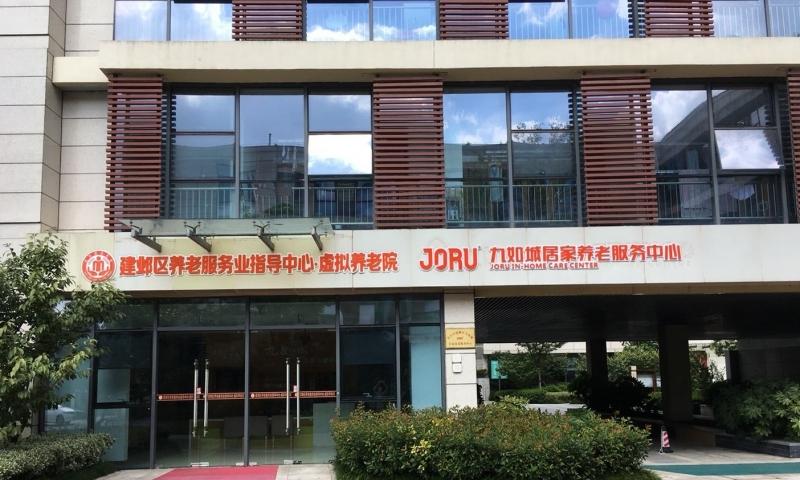 建邺区养老服务业指导中心·虚拟养老院
JORU 九如城居家养老服务中心
JORU IN-HOME CARE CENTER